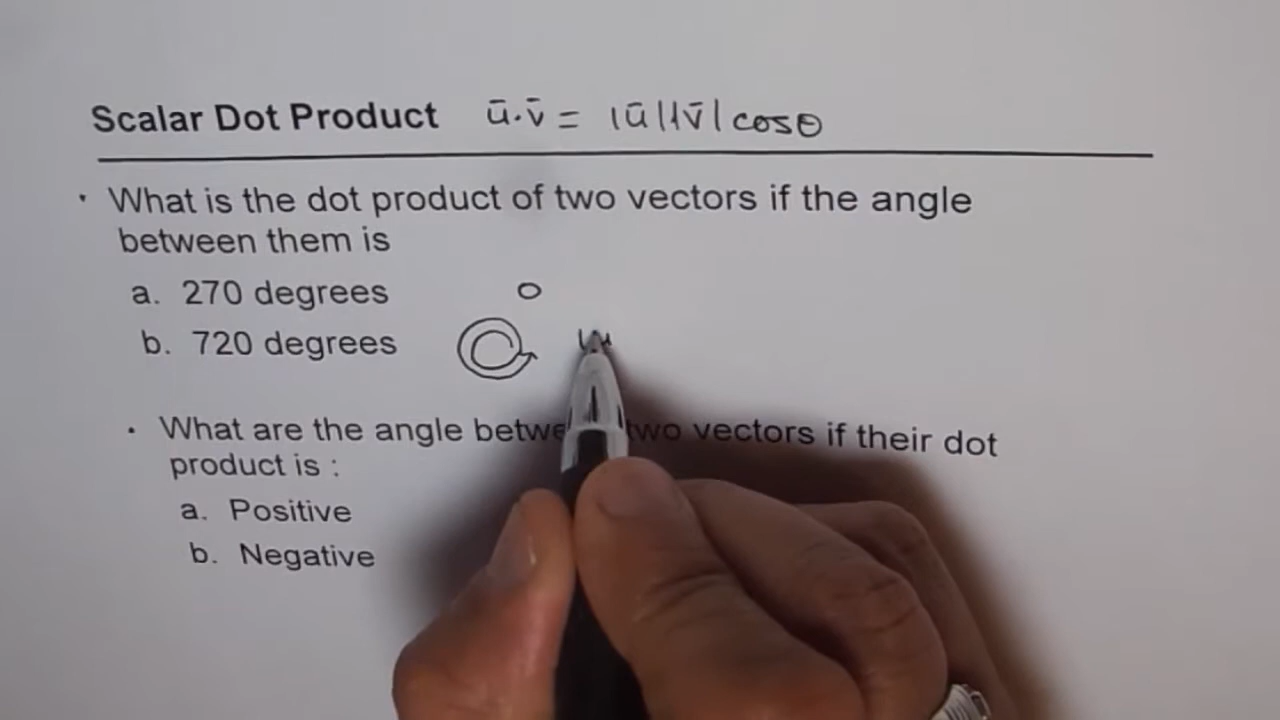 Scalar Dot Product ū·v̄ = |ū||v̄| cosθ
· What is the dot product of two vectors if the angle
between them is
a. 270 degrees 0
b. 720 degrees
· What are the angle two vectors if their dot
product is :
a. Positive
b. Negative